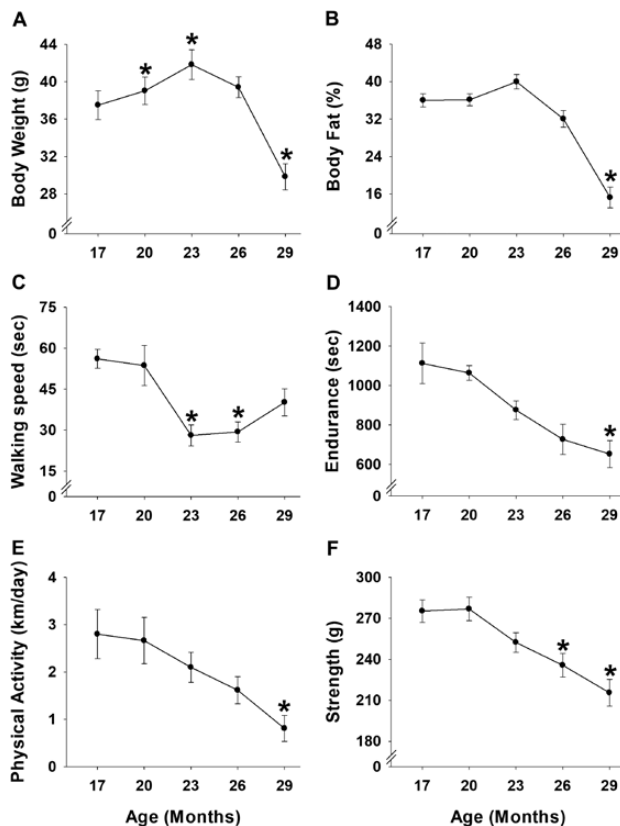 A
Body Weight (g)
44
40
36
32
28
0
17 20 23 26 29
* * *
B
Body Fat (%)
48
40
32
24
16
0
17 20 23 26 29
*
C
Walking speed (sec)
75
60
45
30
15
0
17 20 23 26 29
* *
D
Endurance (sec)
1400
1200
1000
800
600
0
17 20 23 26 29
*
E
Physical Activity (km/day)
4
3
2
1
0
17 20 23 26 29
*
Age (Months)
F
Strength (g)
300
270
240
210
180
0
17 20 23 26 29
* *
Age (Months)